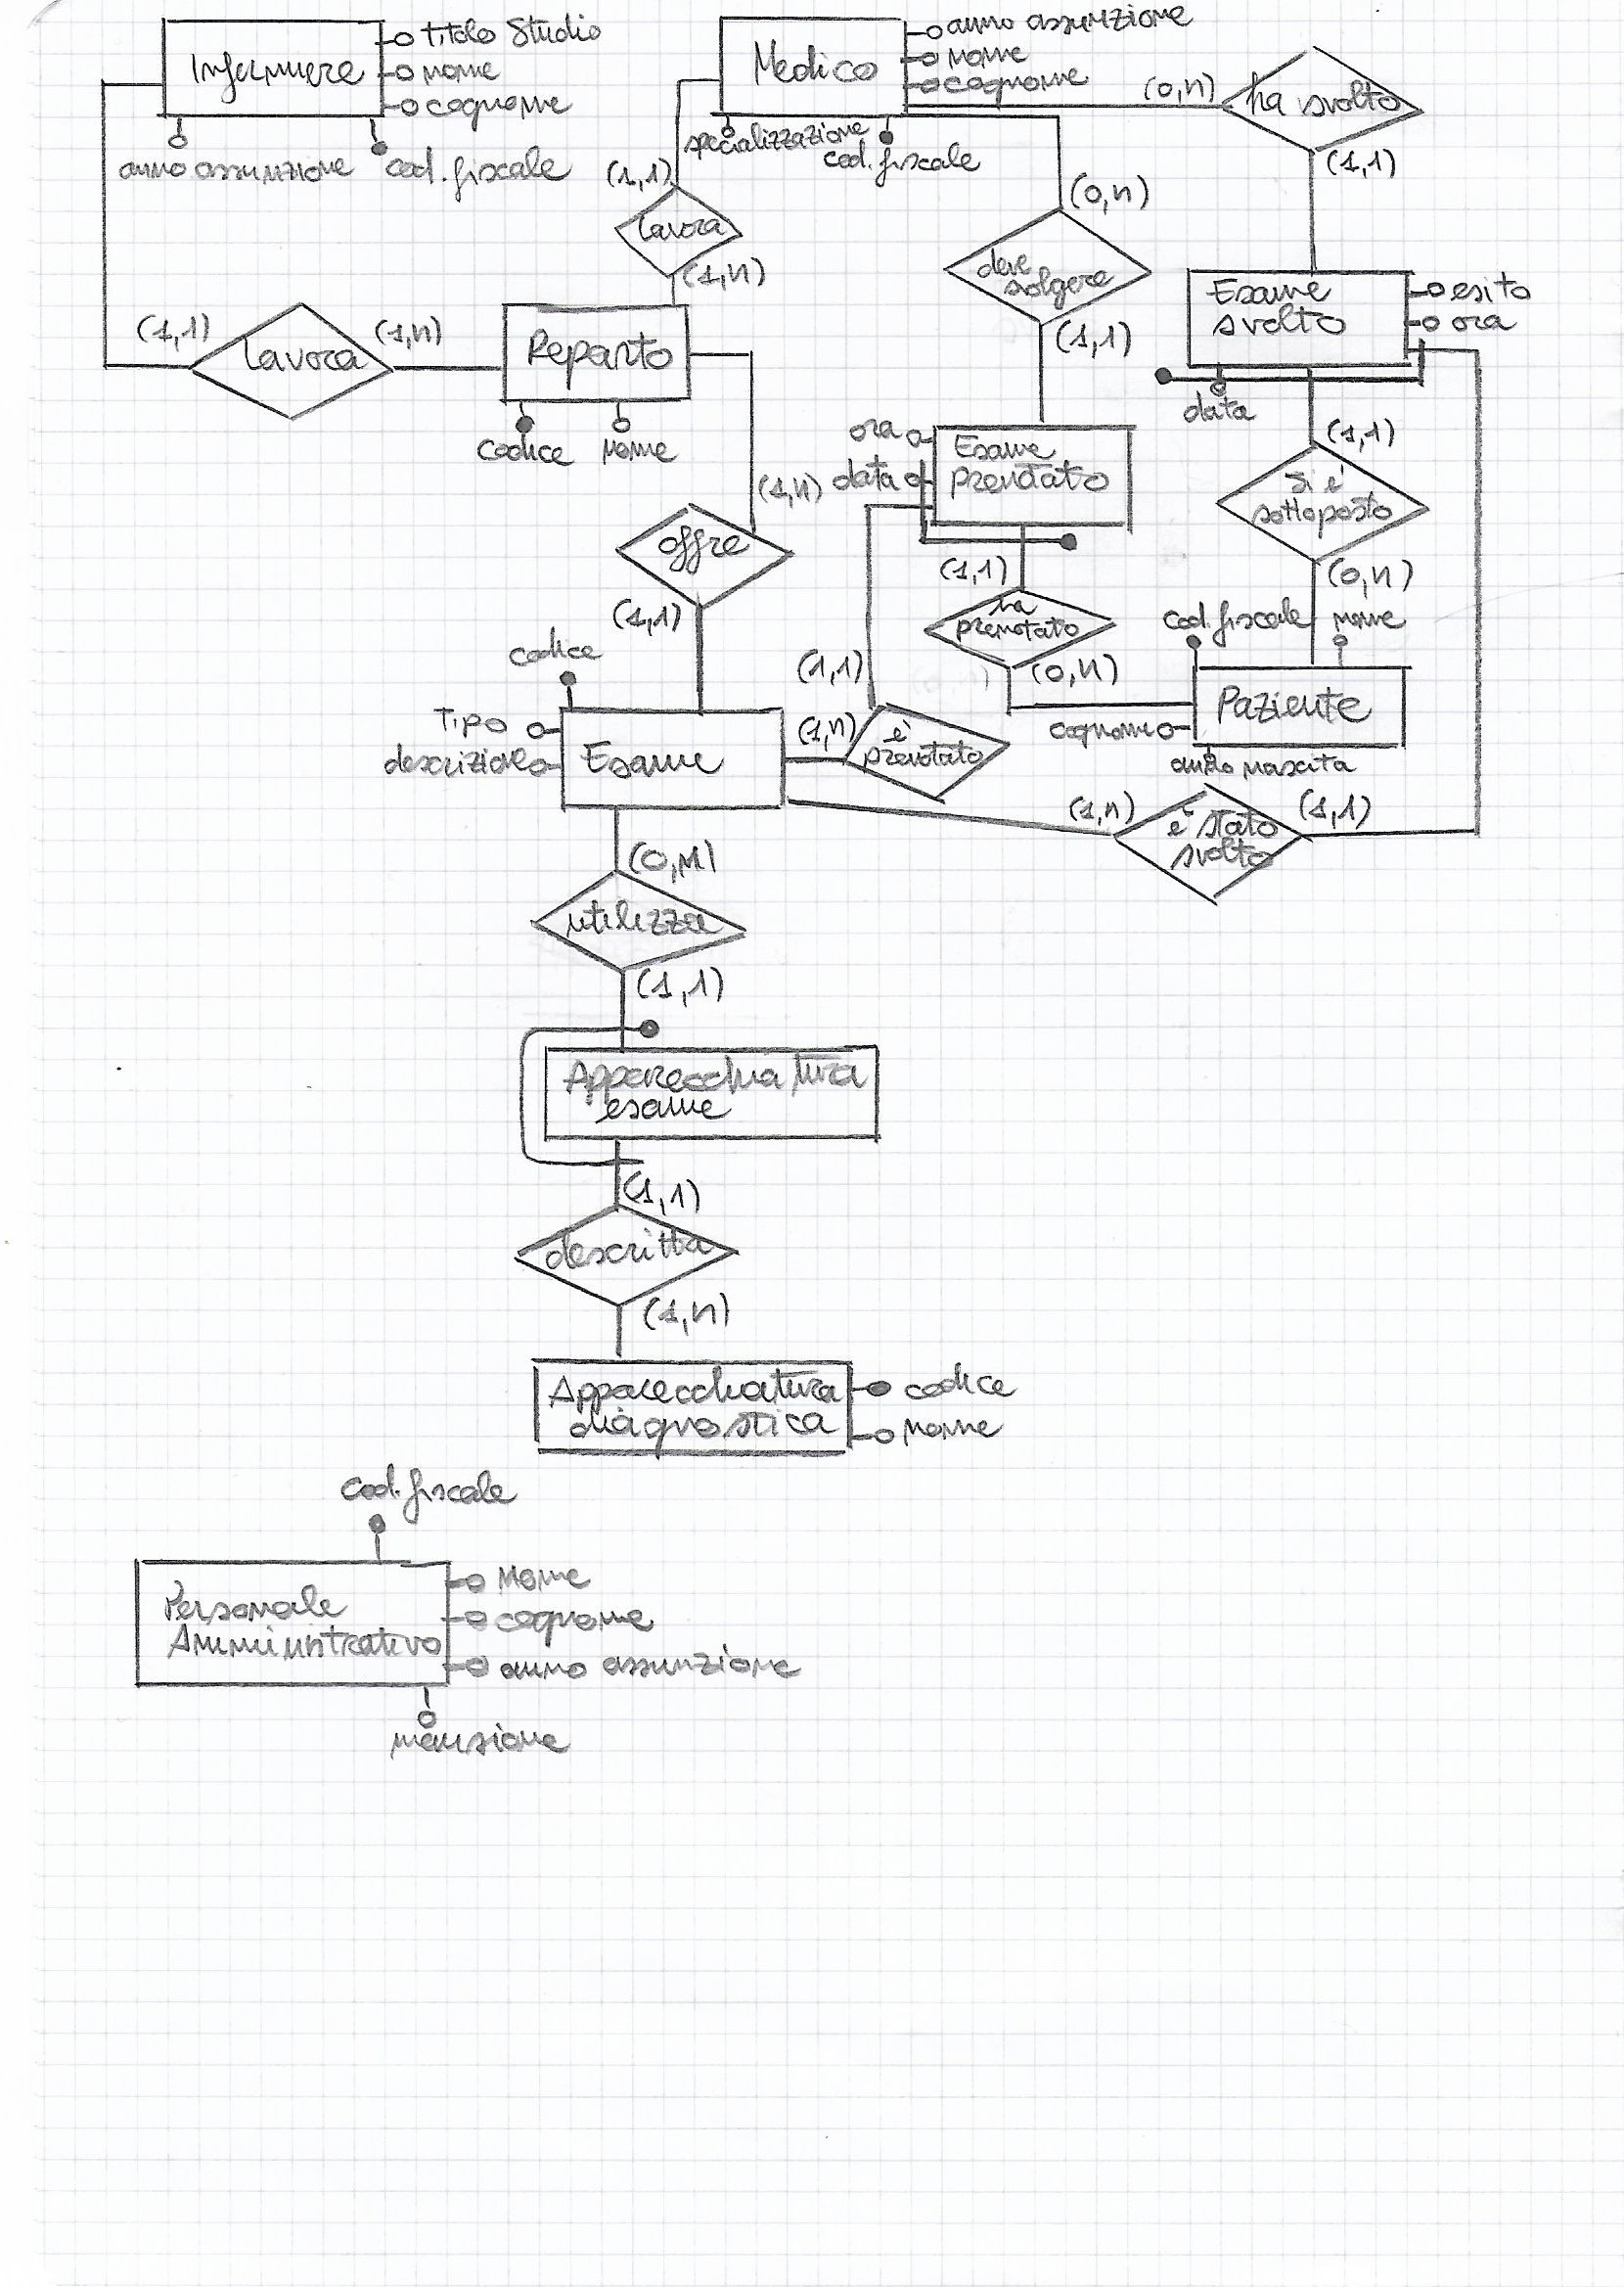 Infermiere
titolo studio
nome
cognome
anno assunzione
cod. fiscale
Medico
anno assunzione
nome
cognome
specializzazione
cod. fiscale
(0,n)
ha svolto
(1,1)
(1,1)
lavora
(1,n)
(0,n)
deve
svolgere
(1,1)
Esame
svolto
esito
ora
data
(1,1)
lavora
(1,n)
Reparto
codice
nome
(1,n)
offre
(1,1)
ora
data
Esame
prenotato
(1,1)
ha
prenotato
(0,n)
(1,1)
si è
sottoposto
(0,n)
cod. fiscale
nome
Paziente
cognome
anno nascita
codice
Tipo
descrizione
Esame
(1,n)
(1,1)
è
prenotato
(1,n)
è stato
svolto
(1,1)
(0,n)
utilizza
(1,1)
Apparecchiatura
esame
(1,1)
descritta
(1,n)
Apparecchiatura
diagnostica
codice
nome
cod. fiscale
Personale
Amministrativo
nome
cognome
anno assunzione
mansione